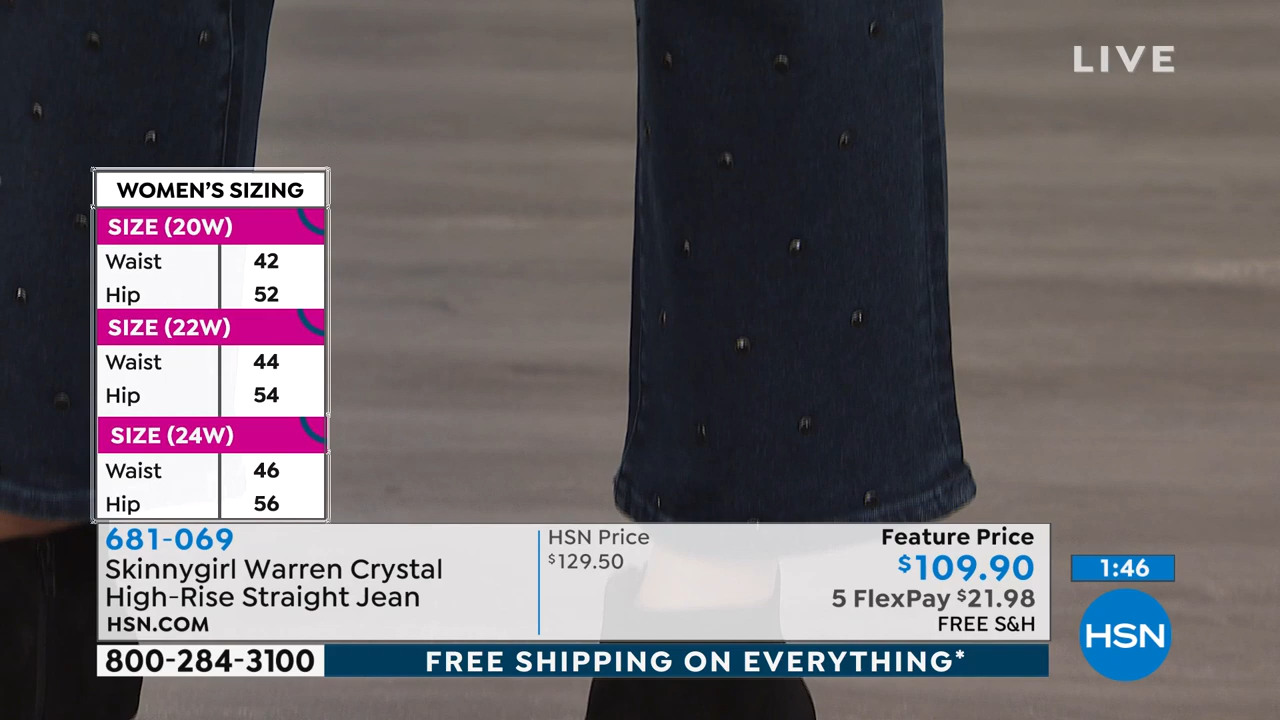 LIVE
WOMEN'S SIZING
SIZE (20W)
Waist 42
Hip 52
SIZE (22W)
Waist 44
Hip 54
SIZE (24W)
Waist 46
Hip 56
681-069
Skinnygirl Warren Crystal
High-Rise Straight Jean
HSN.COM
HSN Price
$129.50
Feature Price
$109.90
5 FlexPay $21.98
FREE S&H
1:46
HSN
800-284-3100
FREE SHIPPING ON EVERYTHING*